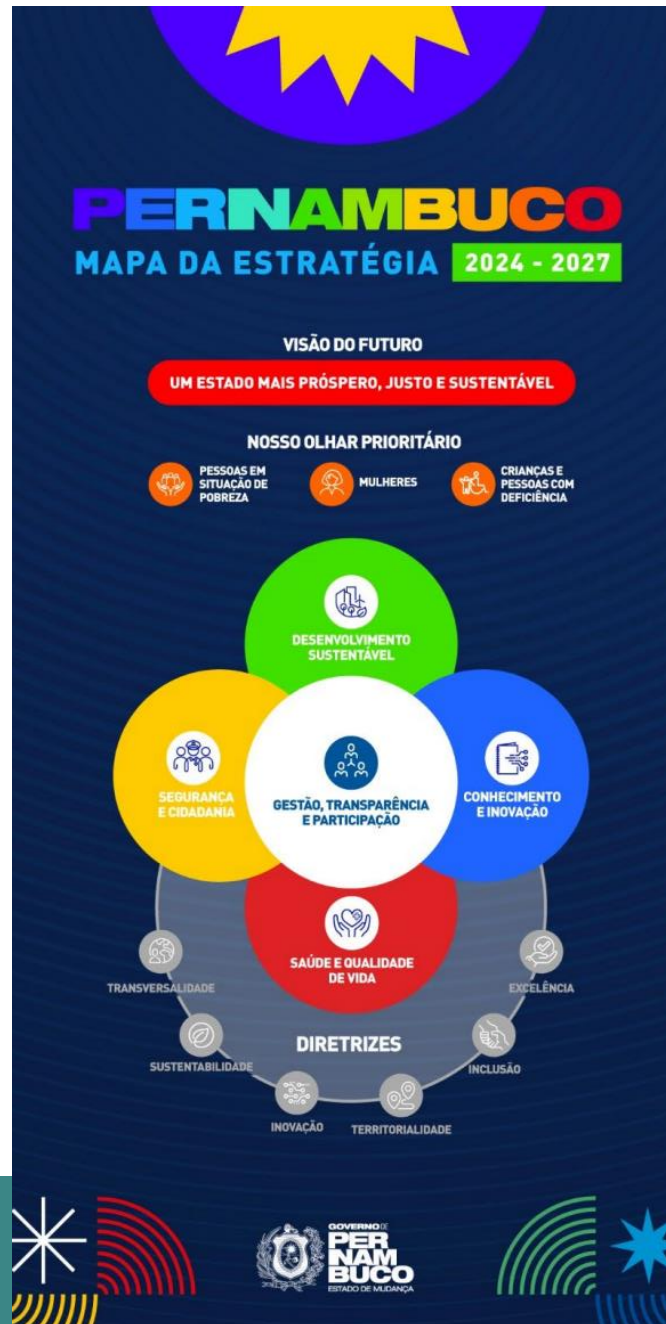 PERNAMBUCO
MAPA DA ESTRATÉGIA 2024 - 2027
VISÃO DO FUTURO
UM ESTADO MAIS PRÓSPERO, JUSTO E SUSTENTÁVEL
NOSSO OLHAR PRIORITÁRIO
PESSOAS EM
SITUAÇÃO DE
POBREZA
MULHERES
CRIANÇAS E
PESSOAS COM
DEFICIÊNCIA
DESENVOLVIMENTO
SUSTENTÁVEL
SEGURANÇA
E CIDADANIA
GESTÃO, TRANSPARÊNCIA
E PARTICIPAÇÃO
CONHECIMENTO
E INOVAÇÃO
SAÚDE E QUALIDADE
DE VIDA
DIRETRIZES
TRANSVERSALIDADE
SUSTENTABILIDADE
INOVAÇÃO
TERRITORIALIDADE
INCLUSÃO
EXCELÊNCIA
GOVERNO DE
PER
NAM
BUCO
ESTADO DE MUDANÇA